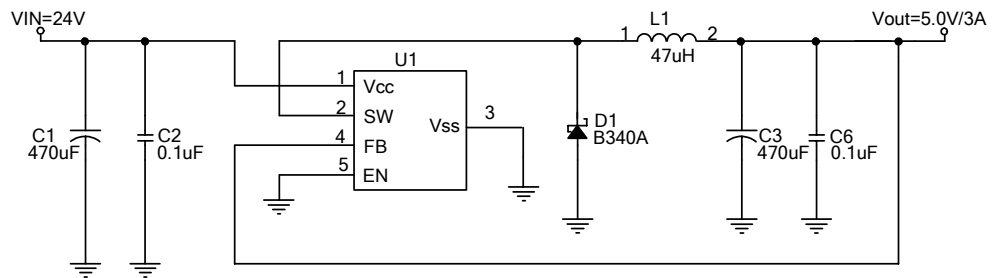 VIN=24V
L1
Vout=5.0V/3A
1
2
47uH
U1
1
Vcc
2
SW
3
Vss
4
FB
5
EN
C1
470uF
C2
0.1uF
D1
B340A
C3
470uF
C6
0.1uF